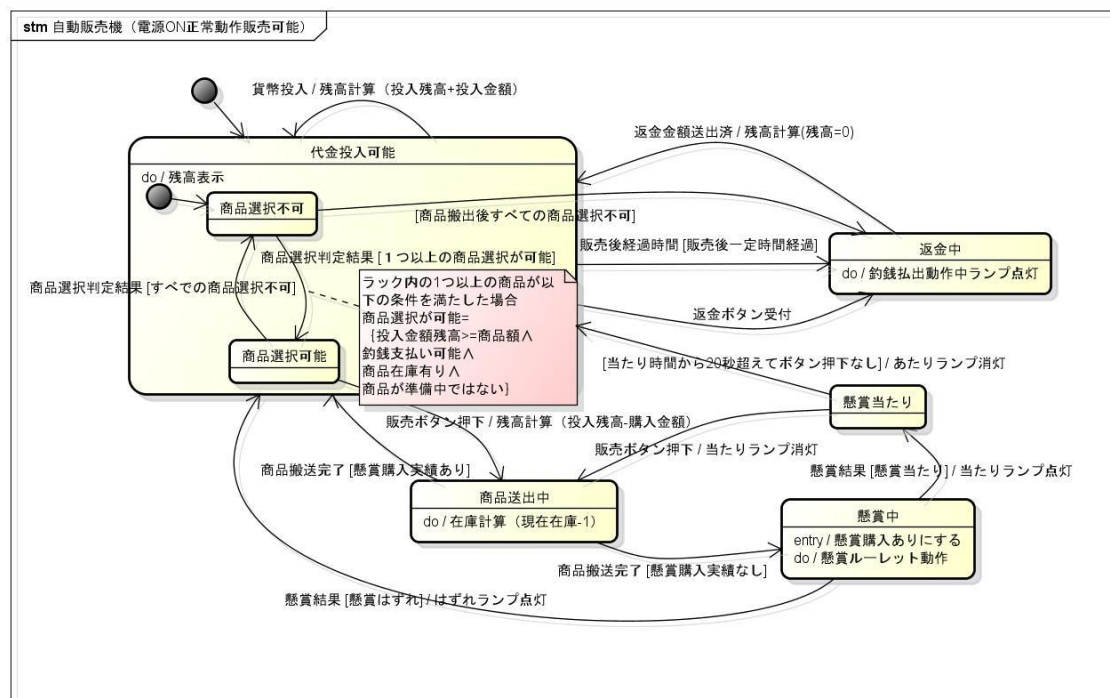 stm 自動販売機（電源ON正常動作販売可能）
貨幣投入 / 残高計算（投入残高+投入金額）
返金金額送出済 / 残高計算(残高=0)
代金投入可能
do / 残高表示
商品選択不可
[商品搬出後すべての商品選択不可]
商品選択判定結果 [１つ以上の商品選択が可能]
販売後経過時間 [販売後一定時間経過]
返金中
do / 釣銭払出動作中ランプ点灯
商品選択判定結果 [すべての商品選択不可]
ラック内の1つ以上の商品が以
下の条件を満たした場合
商品選択が可能=
｛投入金額残高>=商品額∧
釣銭支払い可能∧
商品在庫有り∧
商品が準備中ではない｝
返金ボタン受付
商品選択可能
[当たり時間から20秒超えてボタン押下なし] / あたりランプ消灯
懸賞当たり
販売ボタン押下 / 残高計算（投入残高-購入金額）
販売ボタン押下 / 当たりランプ消灯
商品搬送完了 [懸賞購入実績あり]
懸賞結果 [懸賞当たり] / 当たりランプ点灯
商品送出中
do / 在庫計算（現在在庫-1）
懸賞中
entry / 懸賞購入ありにする
do / 懸賞ルーレット動作
商品搬送完了 [懸賞購入実績なし]
懸賞結果 [懸賞はずれ] / はずれランプ点灯